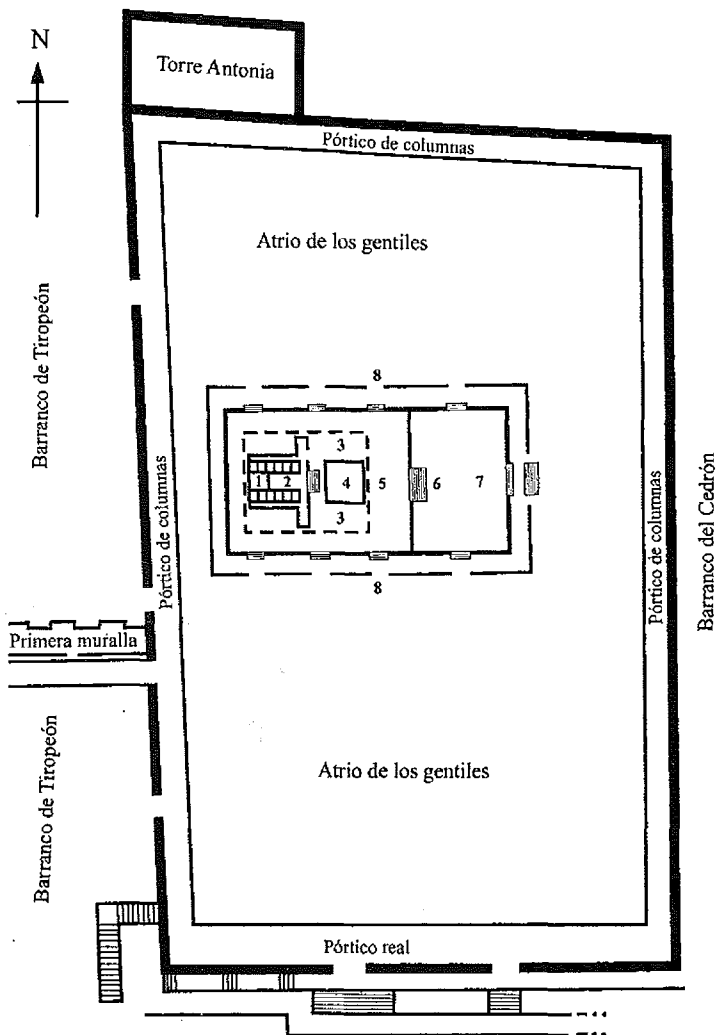 N
Torre Antonia
Pórtico de columnas
Atrio de los gentiles
Barranco de Tiropeón
8
Pórtico de columnas
3
1 2 4 5 6 7
3
8
Pórtico de columnas
Barranco del Cedrón
Primera muralla
Atrio de los gentiles
Barranco de Tiropeón
Pórtico real